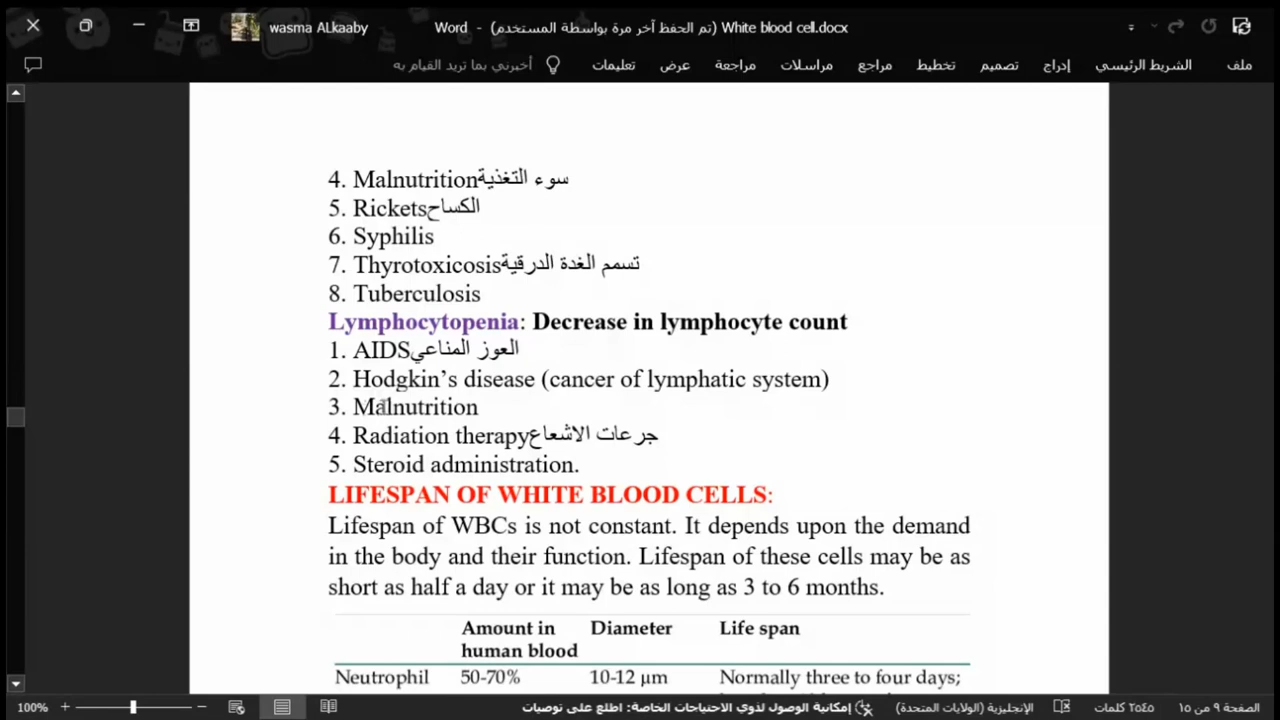 wasma ALkaaby
White blood cell.docx (تم الحفظ آخر مرة بواسطة المستخدم) - Word
ملف الشريط الرئيسي إدراج تصميم تخطيط مراجع مراسلات مراجعة عرض تعليمات أخبرني بما تريد القيام به
4. Malnutritionسوء التغذية
5. Ricketsالكساح
6. Syphilis
7. Thyrotoxicosisتسمم الغدة الدرقية
8. Tuberculosis
Lymphocytopenia: Decrease in lymphocyte count
1. AIDSالعوز المناعي
2. Hodgkin's disease (cancer of lymphatic system)
3. Malnutrition
4. Radiation therapyجرعات الاشعاع
5. Steroid administration.
LIFESPAN OF WHITE BLOOD CELLS:
Lifespan of WBCs is not constant. It depends upon the demand
in the body and their function. Lifespan of these cells may be as
short as half a day or it may be as long as 3 to 6 months.
Amount in human blood Diameter Life span
Neutrophil 50-70% 10-12 µm Normally three to four days;
الصفحة ٩ من ١٥ ٢٥٤٥ كلمات الإنجليزية (الولايات المتحدة) إمكانية الوصول لذوي الاحتياجات الخاصة: اطلع على توصيات 100%